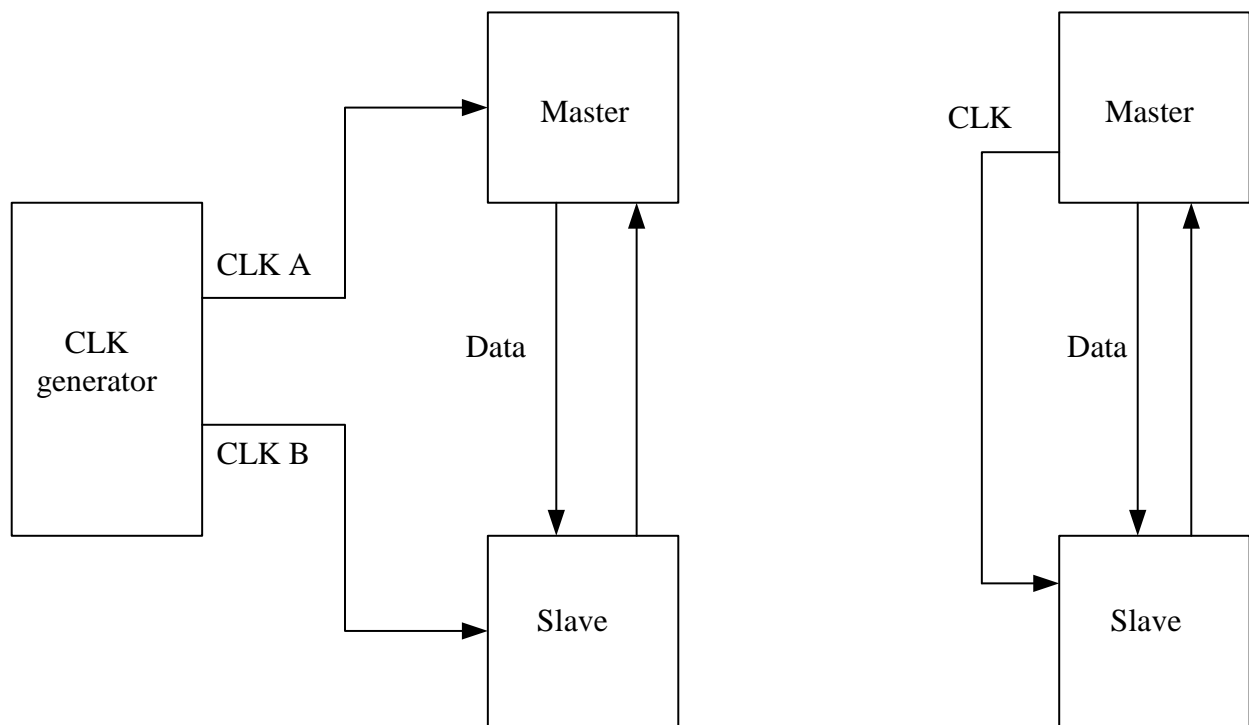 Master
CLK A
CLK
generator
Data
CLK B
Slave
Master
CLK
Data
Slave